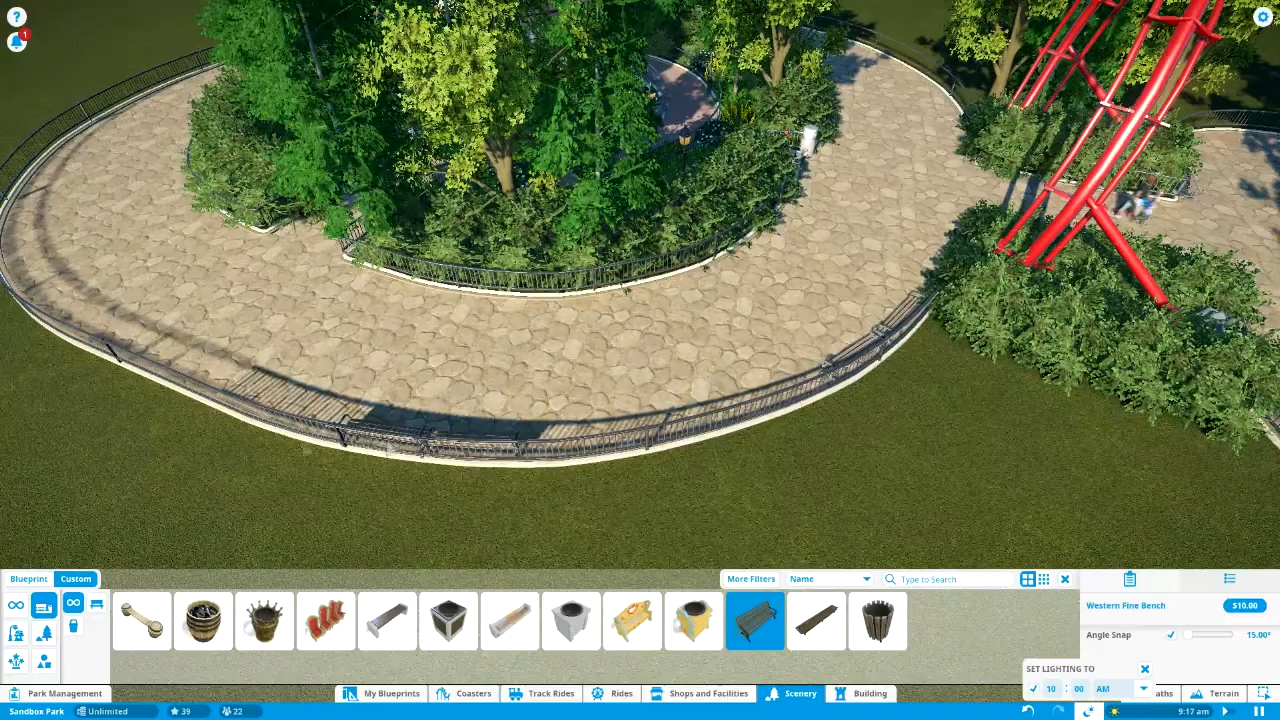 ?
1
Blueprint
Custom
More Filters
Name
Type to Search
Western Fine Bench
$10.00
Angle Snap
15.00°
SET LIGHTING TO
10 : 00 AM
Park Management
My Blueprints
Coasters
Track Rides
Rides
Shops and Facilities
Scenery
Building
aths
Terrain
Sandbox Park
Unlimited
39
22
9:17 am